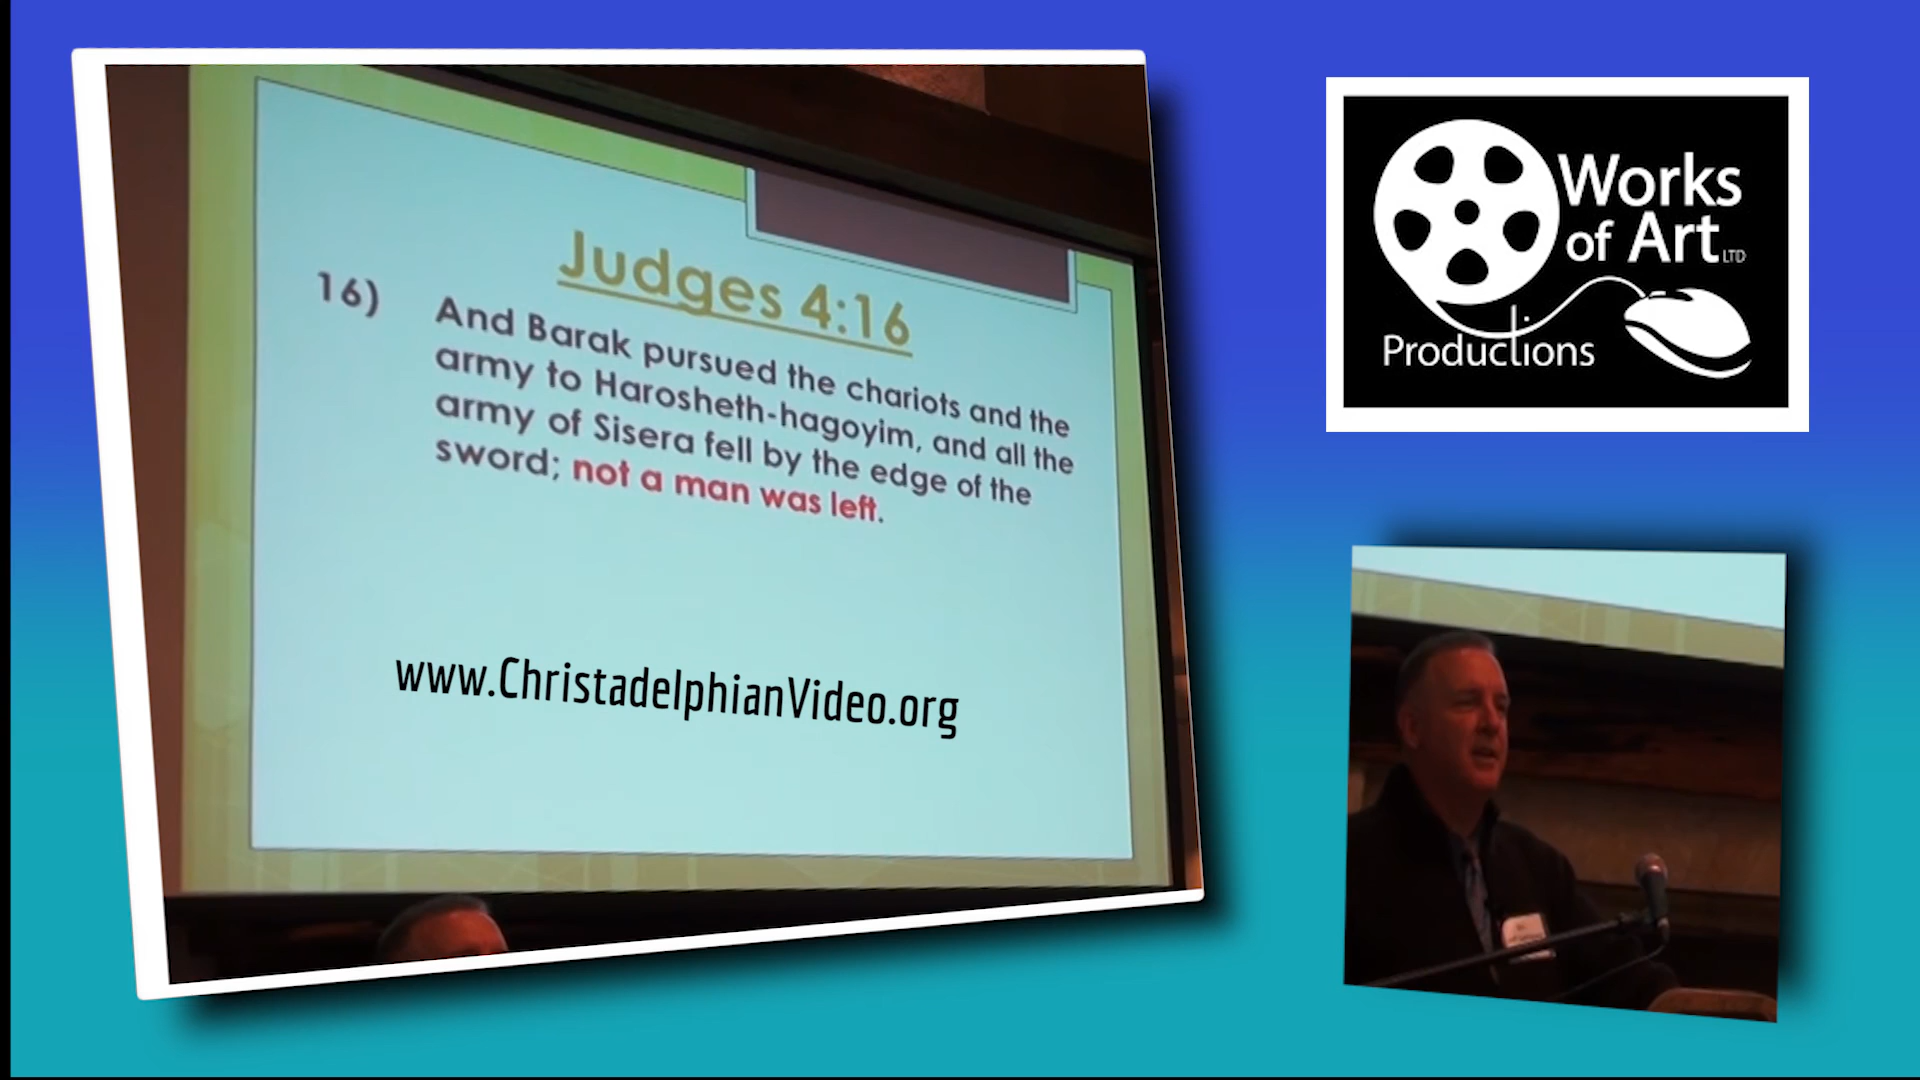 Judges 4:16
16) And Barak pursued the chariots and the
army to Harosheth-hagoyim, and all the
army of Sisera fell by the edge of the
sword; not a man was left.
www.ChristadelphianVideo.org
Works
of Art LTD
Productions